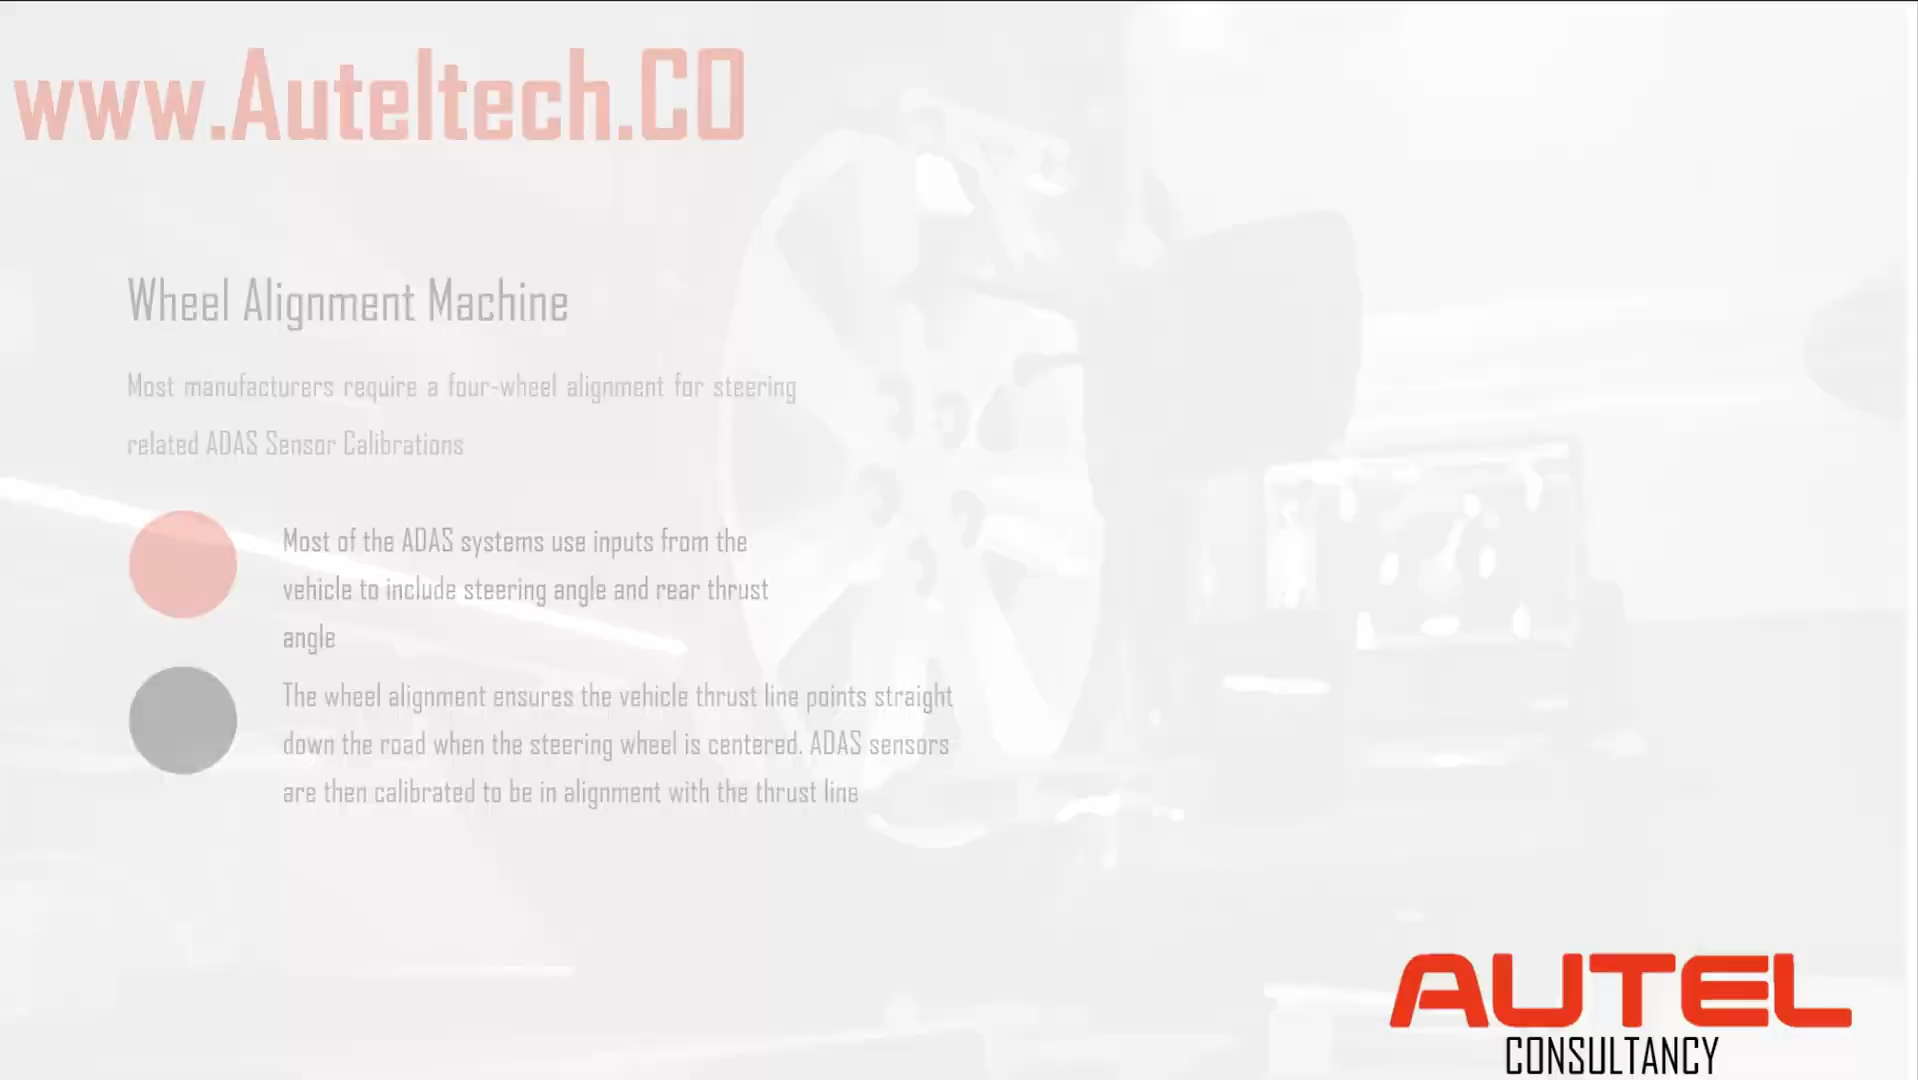 www.Auteltech.CO
Wheel Alignment Machine
Most manufacturers require a four-wheel alignment for steering
related ADAS Sensor Calibrations
Most of the ADAS systems use inputs from the
vehicle to include steering angle and rear thrust
angle
The wheel alignment ensures the vehicle thrust line points straight
down the road when the steering wheel is centered. ADAS sensors
are then calibrated to be in alignment with the thrust line
AUTEL
CONSULTANCY